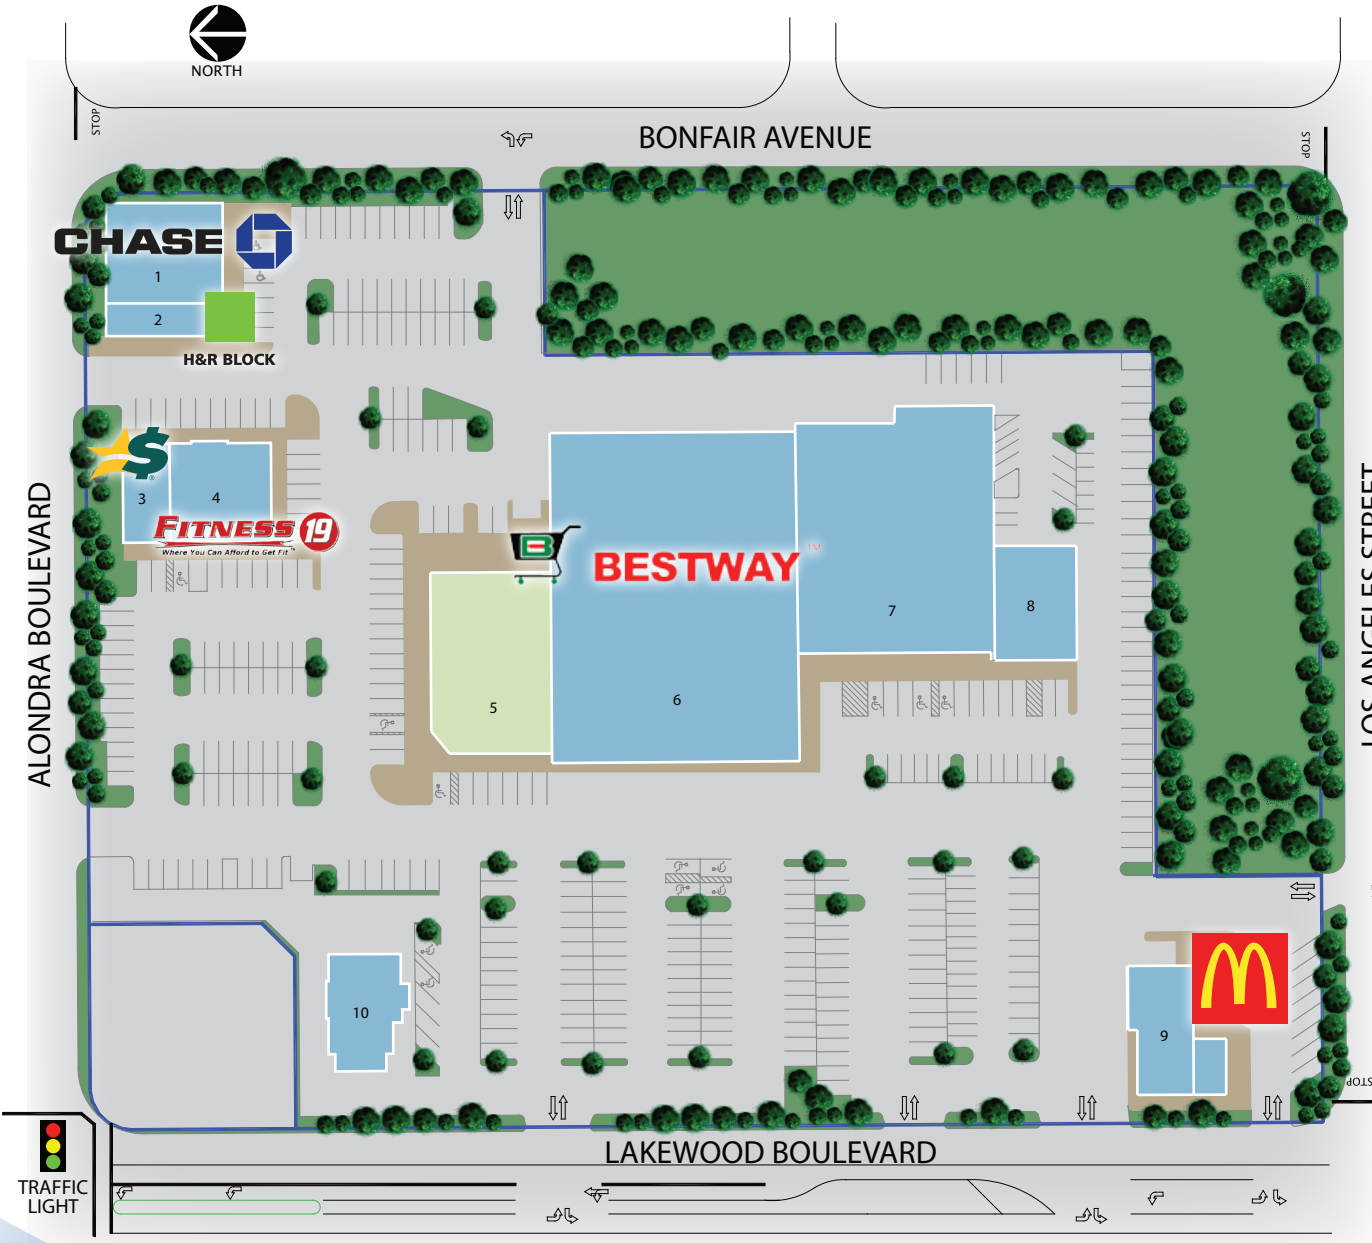 NORTH
STOP
BONFAIR AVENUE
STOP
CHASE
1
2
H&R BLOCK
$
3
4
FITNESS 19
Where You Can Afford to Get Fit
ALONDRA BOULEVARD
LOS ANGELES STREET
B BESTWAY
5
6
7
8
9
10
STOP
LAKEWOOD BOULEVARD
TRAFFIC
LIGHT